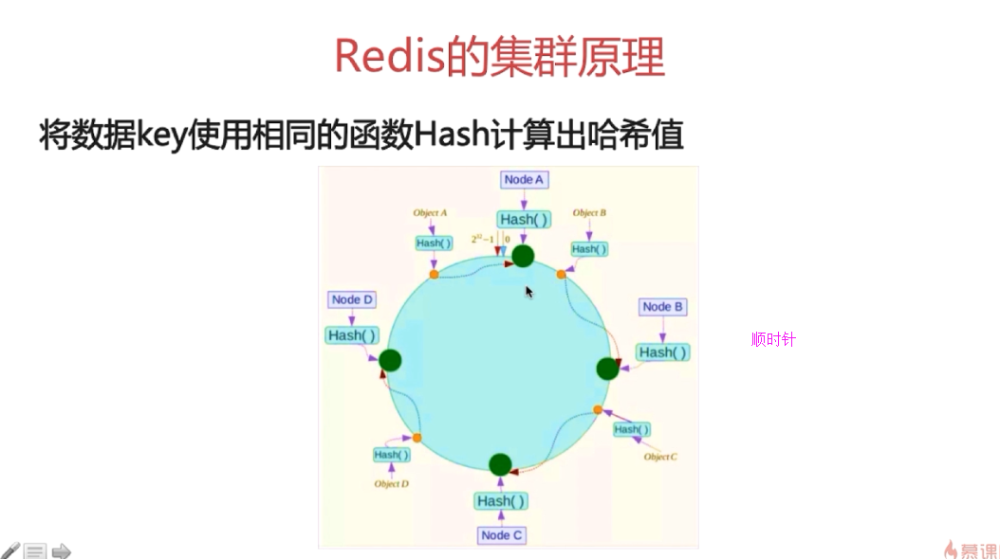 Redis的集群原理
将数据key使用相同的函数Hash计算出哈希值
Node A
Object A
Hash( )
Object B
Hash( )
2³²−1
0
Hash( )
Node D
Node B
Hash( )
顺时针
Hash( )
Hash( )
Object C
Hash( )
Object D
Hash( )
Node C
慕课